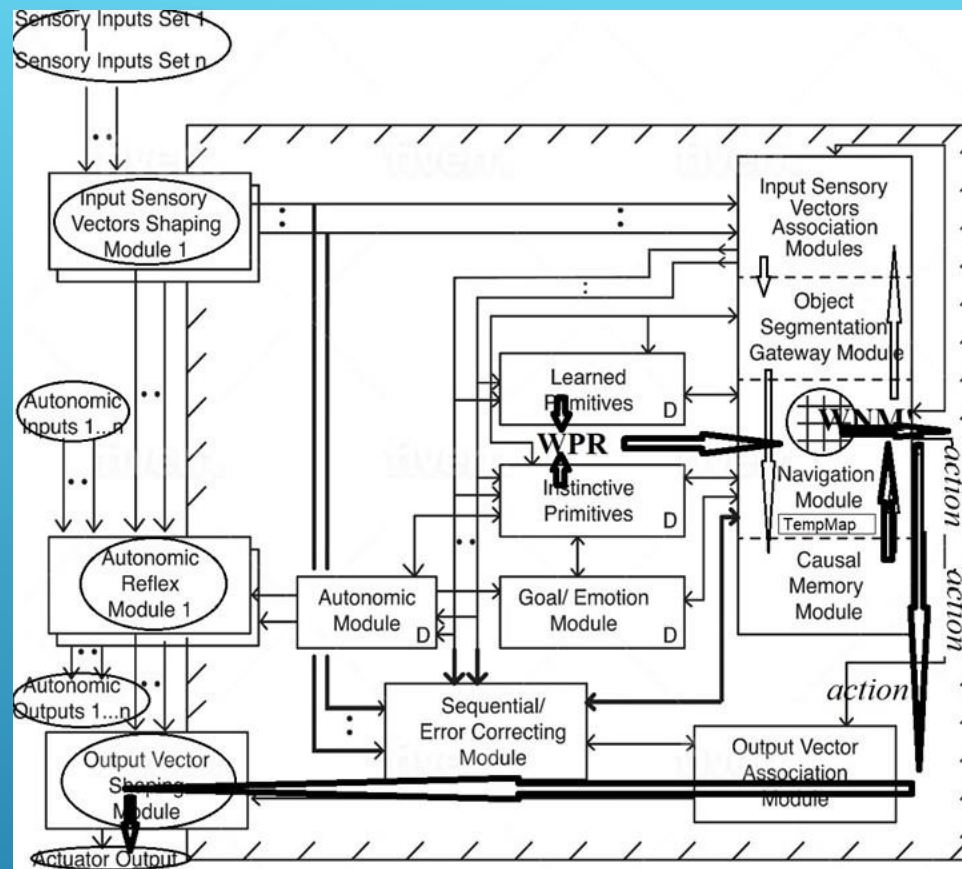 Sensory Inputs Set 1
Sensory Inputs Set n
Input Sensory
Vectors Shaping
Module 1
Input Sensory
Vectors
Association
Modules
Object
Segmentation
Gateway Module
Learned
Primitives
D
WPR
WNM'
Autonomic
Inputs 1...n
Instinctive
Primitives
D
Navigation
Module
TempMap
action
Autonomic
Reflex
Module 1
Autonomic
Module
D
Goal/ Emotion
Module
D
Causal
Memory
Module
action
Autonomic
Outputs 1...n
Sequential/
Error Correcting
Module
action
Output Vector
Shaping
Module
Output Vector
Association
Module
Actuator Output